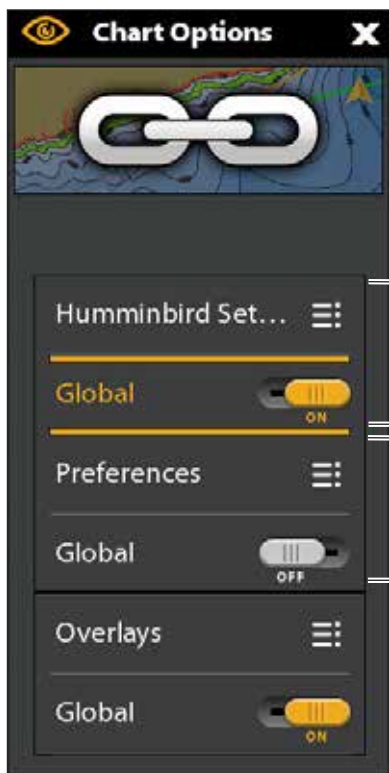 Chart Options X
Humminbird Set...
Global
ON
Preferences
Global
OFF
Overlays
Global
ON